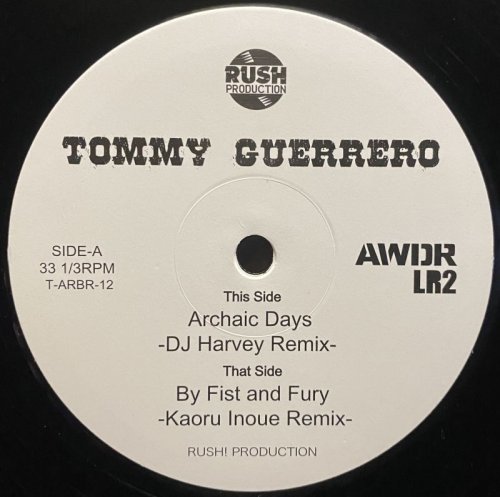 RUSH
PRODUCTION
TOMMY GUERRERO
SIDE-A
33 1/3RPM
T-ARBR-12
AWDR
LR2
This Side
Archaic Days
-DJ Harvey Remix-
That Side
By Fist and Fury
-Kaoru Inoue Remix-
RUSH! PRODUCTION